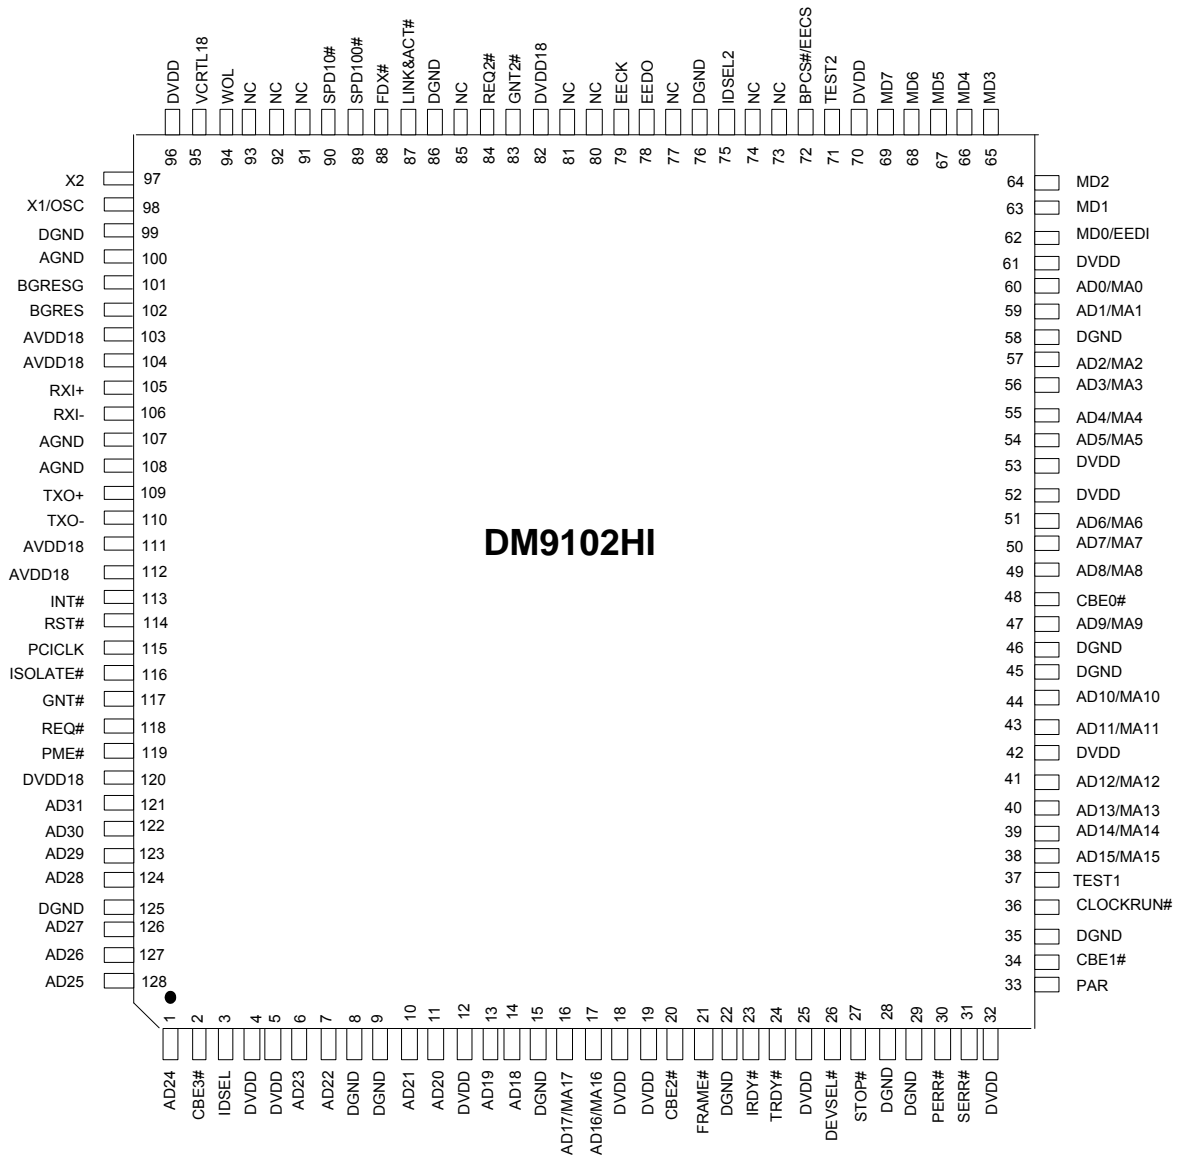 DVDD
VCRTL18
WOL
NC
NC
NC
SPD10#
SPD100#
FDX#
LINK&ACT#
DGND
NC
REQ2#
GNT2#
DVDD18
NC
NC
EECK
EEDO
NC
DGND
IDSEL2
NC
NC
BPCS#/EECS
TEST2
DVDD
MD7
MD6
MD5
MD4
MD3
96
95
94
93
92
91
90
89
88
87
86
85
84
83
82
81
80
79
78
77
76
75
74
73
72
71
70
69
68
67
66
65
X2 97
X1/OSC 98
DGND 99
AGND 100
BGRESG 101
BGRES 102
AVDD18 103
AVDD18 104
RXI+ 105
RXI- 106
AGND 107
AGND 108
TXO+ 109
TXO- 110
AVDD18 111
AVDD18 112
INT# 113
RST# 114
PCICLK 115
ISOLATE# 116
GNT# 117
REQ# 118
PME# 119
DVDD18 120
AD31 121
AD30 122
AD29 123
AD28 124
DGND 125
AD27 126
AD26 127
AD25 128
DM9102HI
64 MD2
63 MD1
62 MD0/EEDI
61 DVDD
60 AD0/MA0
59 AD1/MA1
58 DGND
57 AD2/MA2
56 AD3/MA3
55 AD4/MA4
54 AD5/MA5
53 DVDD
52 DVDD
51 AD6/MA6
50 AD7/MA7
49 AD8/MA8
48 CBE0#
47 AD9/MA9
46 DGND
45 DGND
44 AD10/MA10
43 AD11/MA11
42 DVDD
41 AD12/MA12
40 AD13/MA13
39 AD14/MA14
38 AD15/MA15
37 TEST1
36 CLOCKRUN#
35 DGND
34 CBE1#
33 PAR
1
2
3
4
5
6
7
8
9
10
11
12
13
14
15
16
17
18
19
20
21
22
23
24
25
26
27
28
29
30
31
32
AD24
CBE3#
IDSEL
DVDD
DVDD
AD23
AD22
DGND
DGND
AD21
AD20
DVDD
AD19
AD18
DGND
AD17/MA17
AD16/MA16
DVDD
DVDD
CBE2#
FRAME#
DGND
IRDY#
TRDY#
DVDD
DEVSEL#
STOP#
DGND
DGND
PERR#
SERR#
DVDD